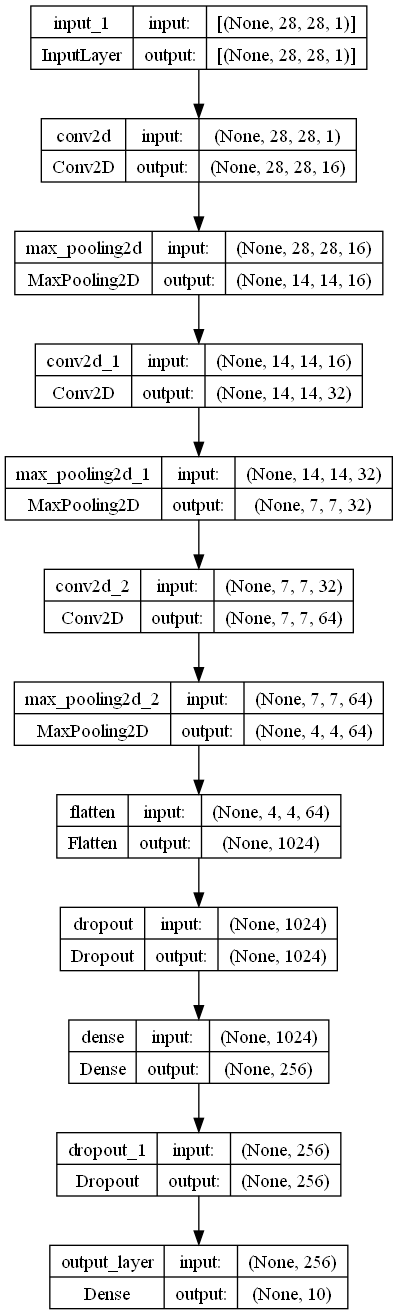 input_1 input: [(None, 28, 28, 1)]
InputLayer output: [(None, 28, 28, 1)]
conv2d input: (None, 28, 28, 1)
Conv2D output: (None, 28, 28, 16)
max_pooling2d input: (None, 28, 28, 16)
MaxPooling2D output: (None, 14, 14, 16)
conv2d_1 input: (None, 14, 14, 16)
Conv2D output: (None, 14, 14, 32)
max_pooling2d_1 input: (None, 14, 14, 32)
MaxPooling2D output: (None, 7, 7, 32)
conv2d_2 input: (None, 7, 7, 32)
Conv2D output: (None, 7, 7, 64)
max_pooling2d_2 input: (None, 7, 7, 64)
MaxPooling2D output: (None, 4, 4, 64)
flatten input: (None, 4, 4, 64)
Flatten output: (None, 1024)
dropout input: (None, 1024)
Dropout output: (None, 1024)
dense input: (None, 1024)
Dense output: (None, 256)
dropout_1 input: (None, 256)
Dropout output: (None, 256)
output_layer input: (None, 256)
Dense output: (None, 10)